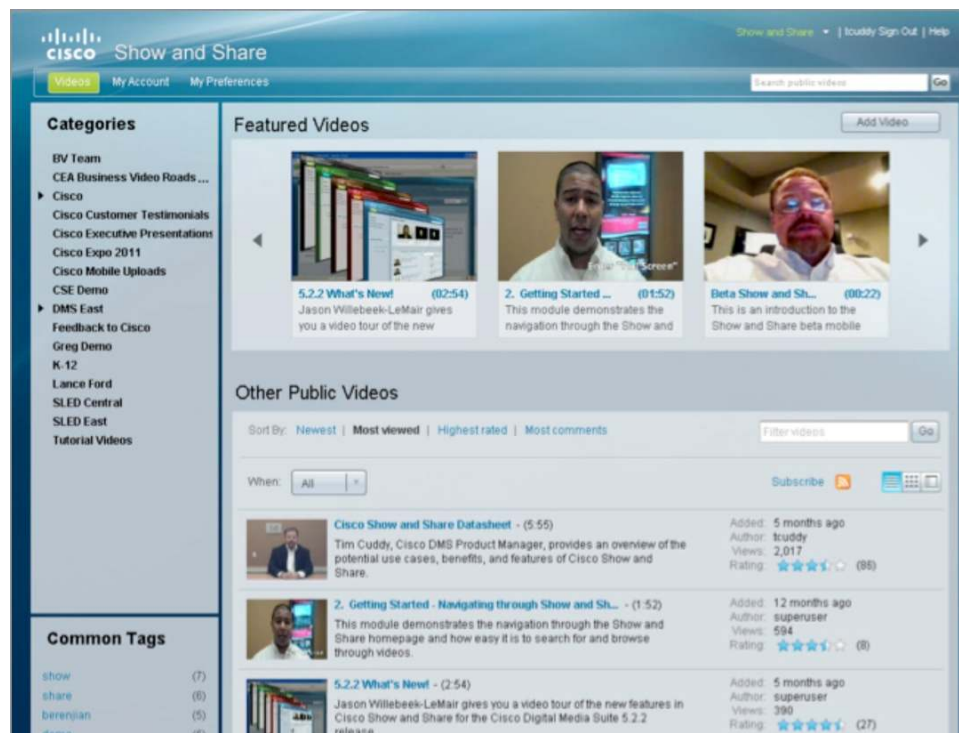 Show and Share | tcuddy Sign Out | Help
CISCO Show and Share
Videos My Account My Preferences
Search public videos Go
Categories
BV Team
CEA Business Video Roads ...
Cisco
Cisco Customer Testimonials
Cisco Executive Presentations
Cisco Expo 2011
Cisco Mobile Uploads
CSE Demo
DMS East
Feedback to Cisco
Greg Demo
K-12
Lance Ford
SLED Central
SLED East
Tutorial Videos
Common Tags
show (7)
share (6)
berenjian (5)
Featured Videos
Add Video
5.2.2 What's New! (02:54)
Jason Willebeek-LeMair gives
you a video tour of the new
Screen"
2. Getting Started ... (01:52)
This module demonstrates the
navigation through the Show and
Beta Show and Sh... (00:22)
This is an introduction to the
Show and Share beta mobile
Other Public Videos
Sort By: Newest | Most viewed | Highest rated | Most comments
Filter videos Go
When: All
Subscribe
Cisco Show and Share Datasheet - (5:55)
Tim Cuddy, Cisco DMS Product Manager, provides an overview of the
potential use cases, benefits, and features of Cisco Show and
Share.
Added: 5 months ago
Author: tcuddy
Views: 2,017
Rating: (86)
2. Getting Started - Navigating through Show and Sh... - (1:52)
This module demonstrates the navigation through the Show and
Share homepage and how easy it is to search for and browse
through videos.
Added: 12 months ago
Author: superuser
Views: 594
Rating: (8)
5.2.2 What's New! - (2:54)
Jason Willebeek-LeMair gives you a video tour of the new features in
Cisco Show and Share for the Cisco Digital Media Suite 5.2.2
release
Added: 5 months ago
Author: superuser
Views: 390
Rating: (27)